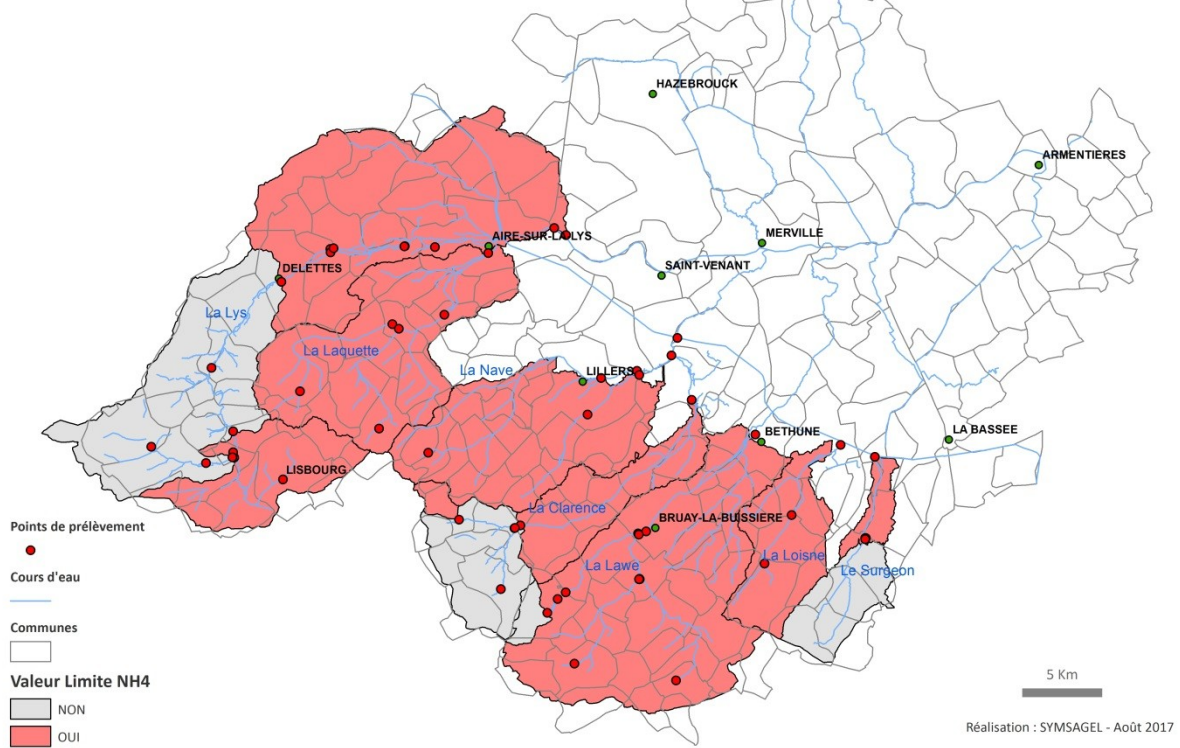 HAZEBROUCK
ARMENTIERES
AIRE-SUR-LA-LYS
MERVILLE
SAINT-VENANT
DELETTES
La Lys
La Laquette
La Nave
LILLERS
BETHUNE
LA BASSEE
LISBOURG
La Clarence
BRUAY-LA-BUISSIERE
La Lawe
La Loisne
Le Surgeon
Points de prélèvement
Cours d'eau
Communes
Valeur Limite NH4
NON
OUI
5 Km
Réalisation : SYMSAGEL - Août 2017